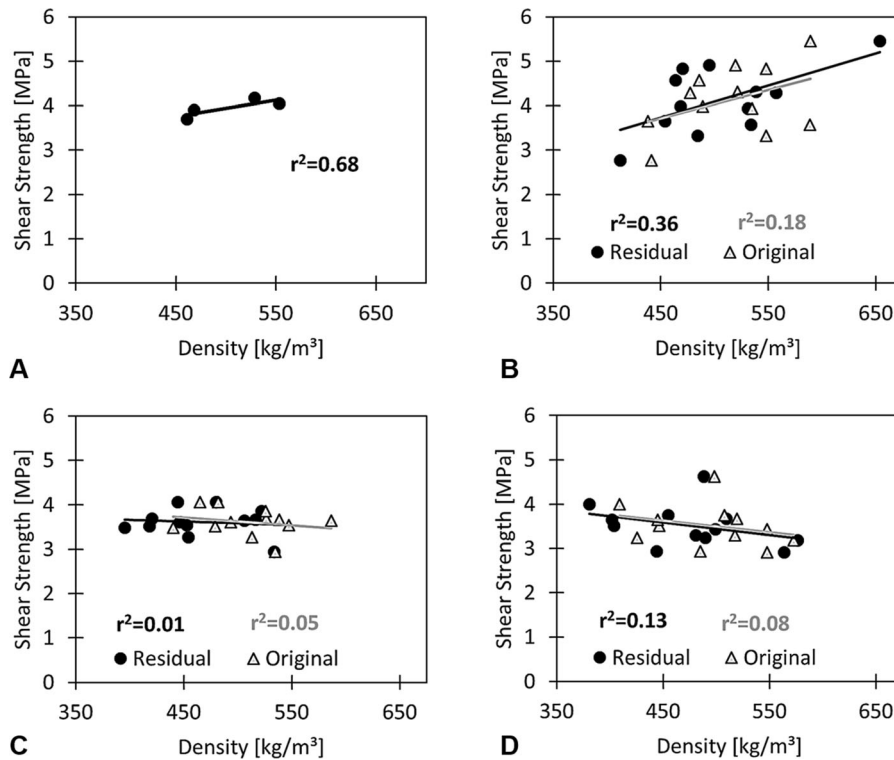 6
5
4
3
2
1
0
Shear Strength [MPa]
r²=0.68
350 450 550 650
Density [kg/m³]
A
6
5
4
3
2
1
0
Shear Strength [MPa]
r²=0.36 r²=0.18
Residual Original
350 450 550 650
Density [kg/m³]
B
6
5
4
3
2
1
0
Shear Strength [MPa]
r²=0.01 r²=0.05
Residual Original
350 450 550 650
Density [kg/m³]
C
6
5
4
3
2
1
0
Shear Strength [MPa]
r²=0.13 r²=0.08
Residual Original
350 450 550 650
Density [kg/m³]
D